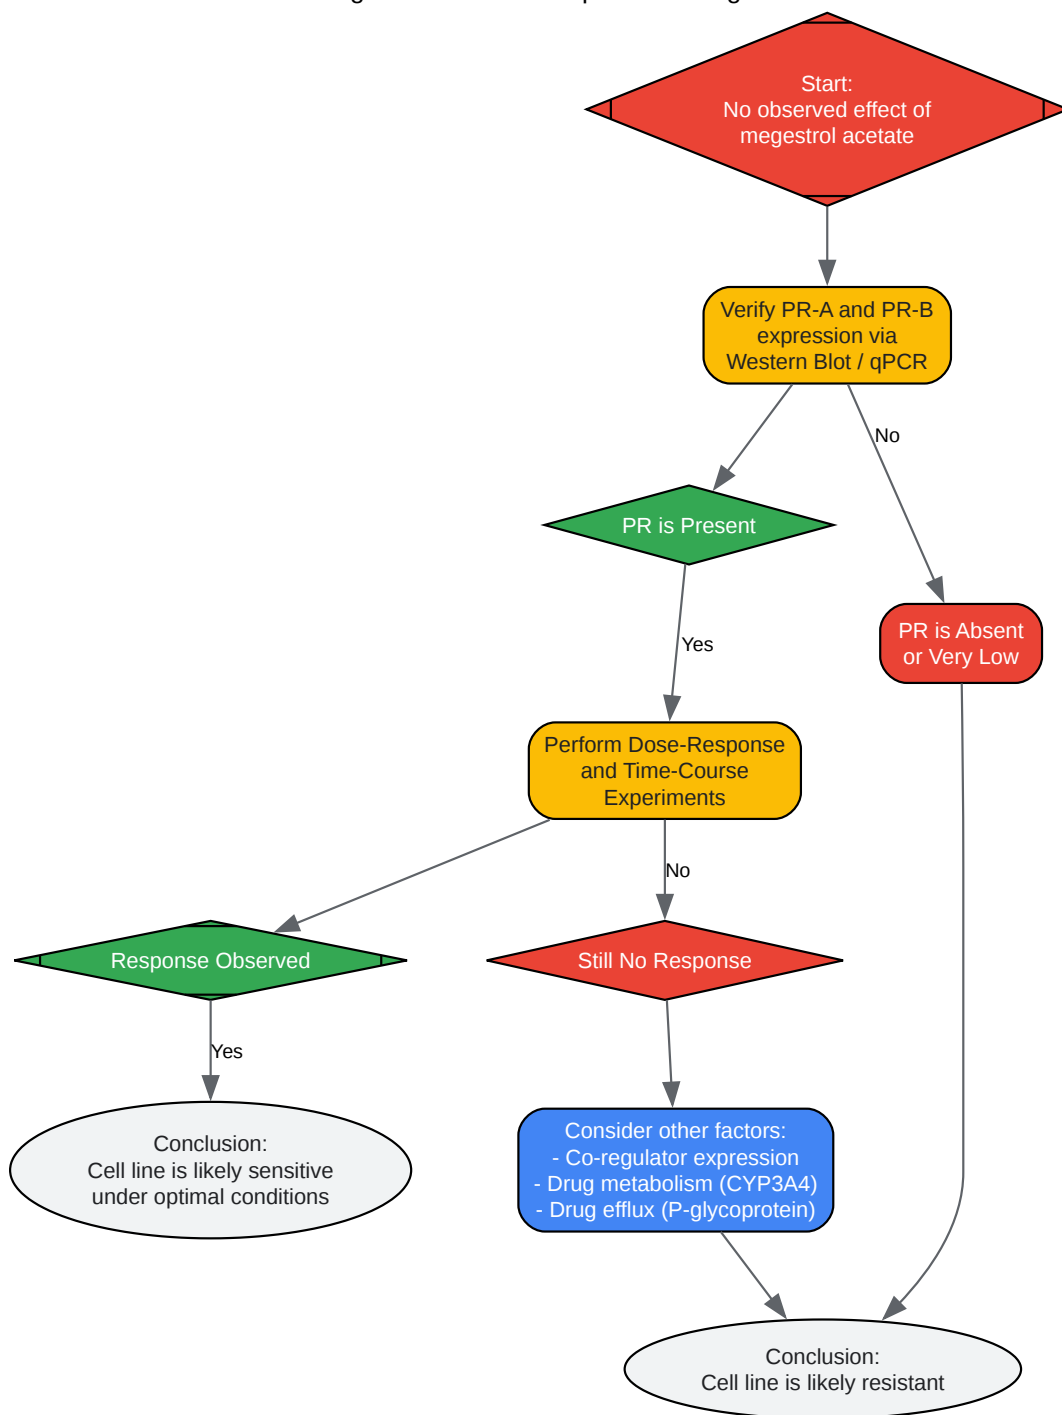 Start:
No observed effect of
megestrol acetate
Verify PR-A and PR-B
expression via
Western Blot / qPCR
No
PR is Present
Yes
PR is Absent
or Very Low
Perform Dose-Response
and Time-Course
Experiments
No
Response Observed
Still No Response
Yes
Conclusion:
Cell line is likely sensitive
under optimal conditions
Consider other factors:
- Co-regulator expression
- Drug metabolism (CYP3A4)
- Drug efflux (P-glycoprotein)
Conclusion:
Cell line is likely resistant